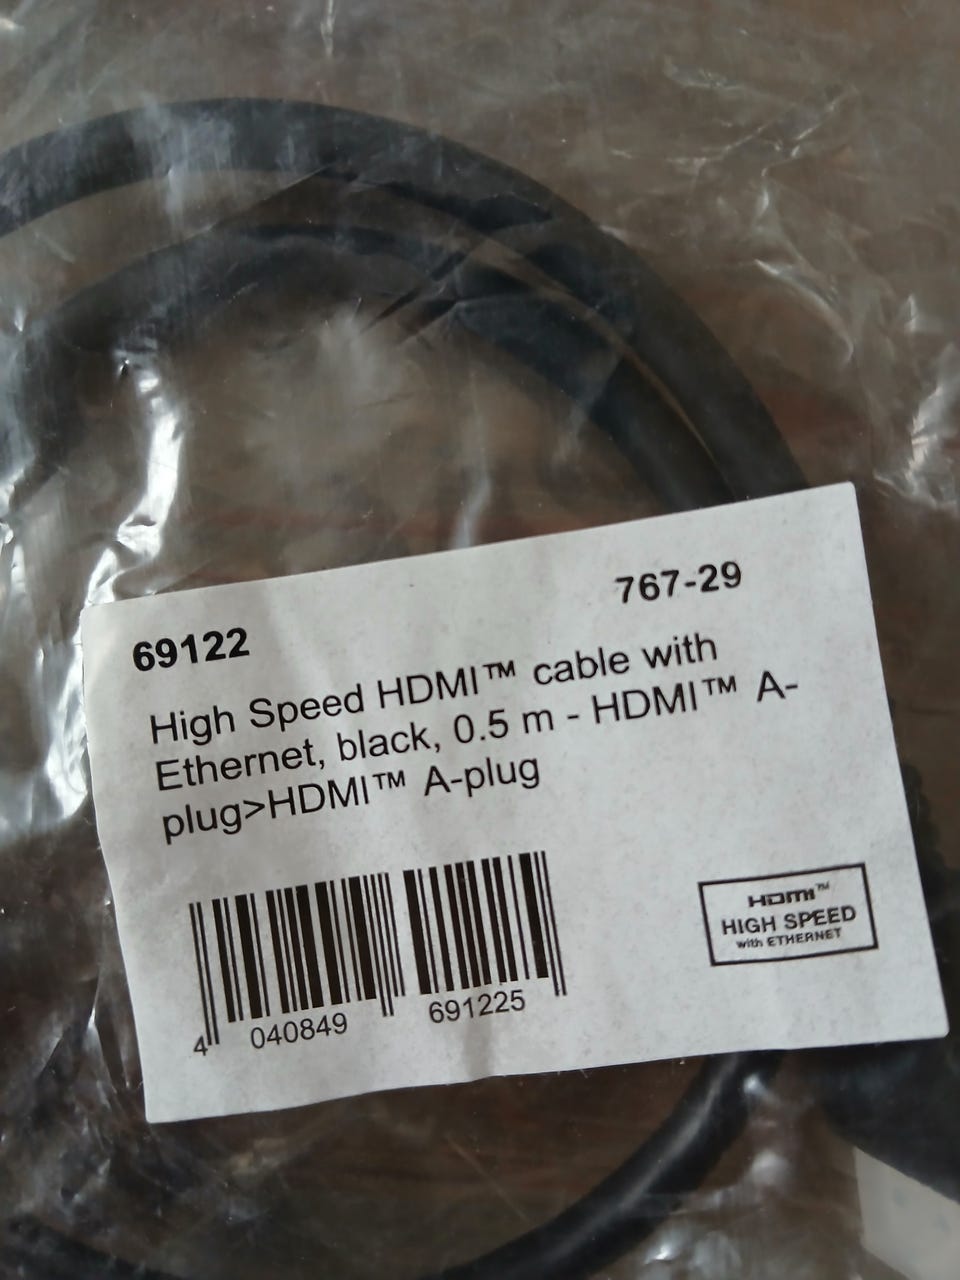 767-29
69122
High Speed HDMI™ cable with
Ethernet, black, 0.5 m - HDMI™ A-
plug>HDMI™ A-plug
4 040849 691225
HDMI™
HIGH SPEED
with ETHERNET